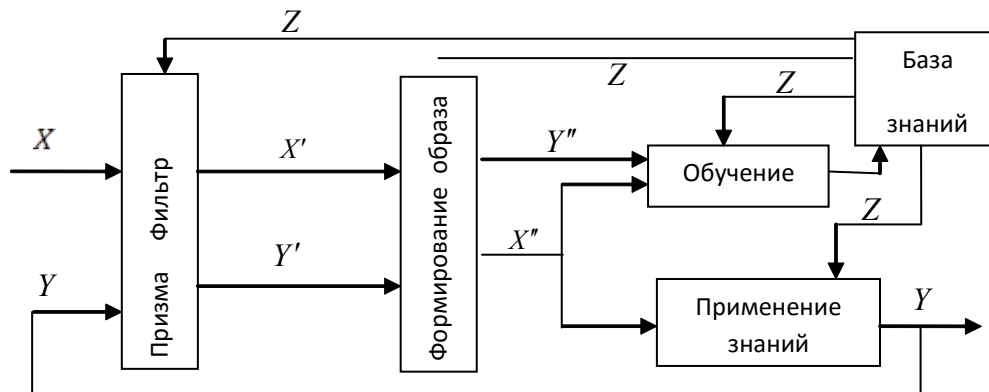 Z
База
знаний
Z
Z
X
Призма Фильтр
X'
Формирование образа
Y″
Обучение
Z
X″
Y'
Y
Применение
знаний
Y